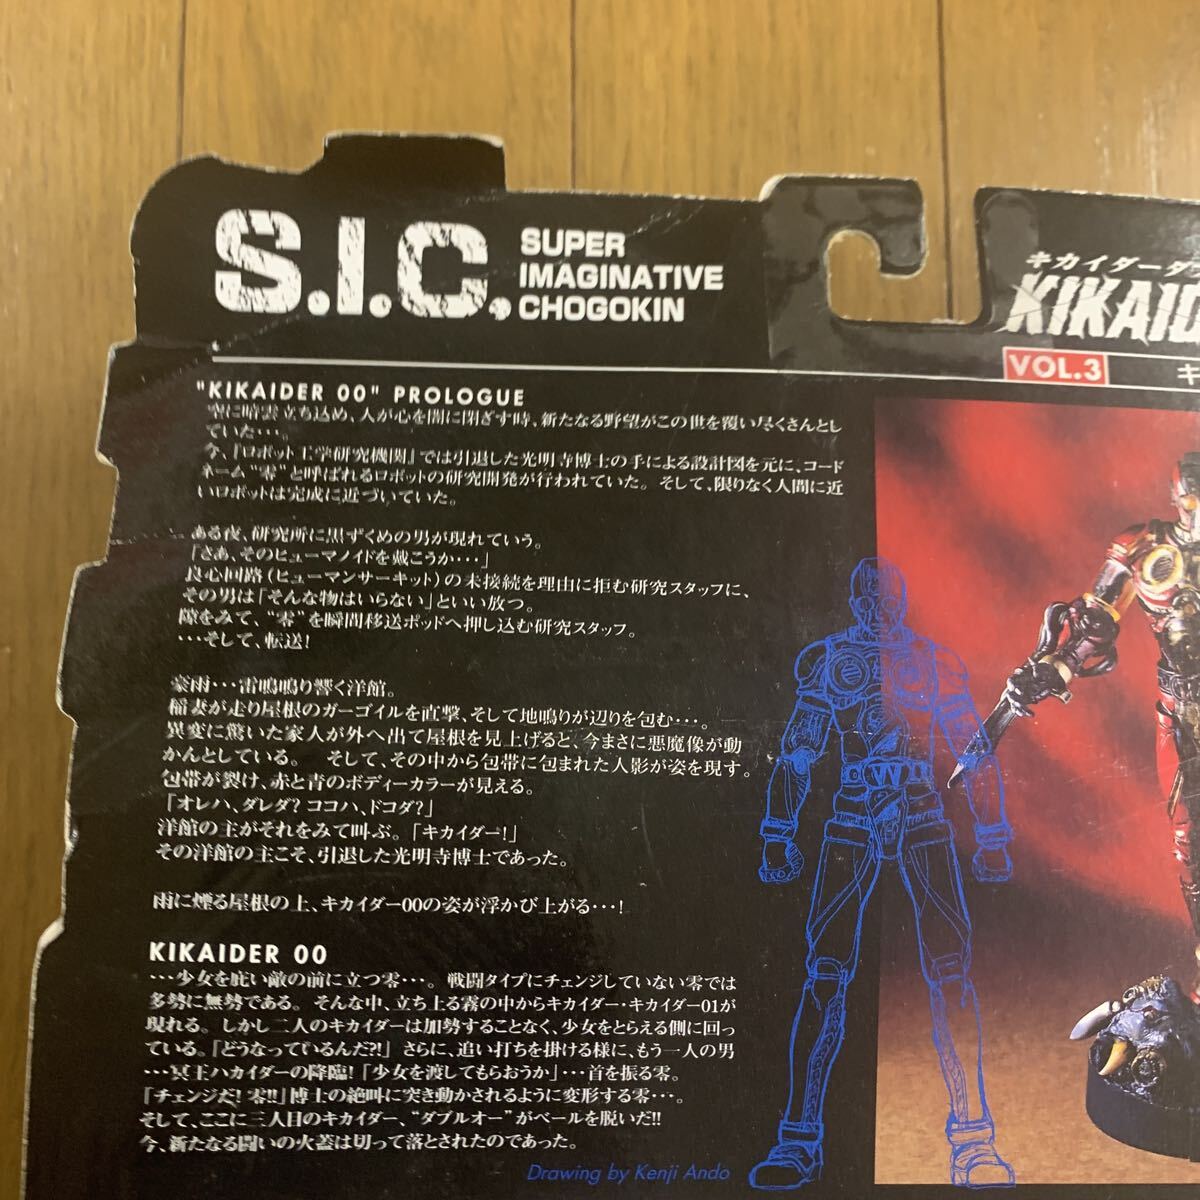 S.I.C. SUPER
IMAGINATIVE
CHOGOKIN
キカイダーダ
KIKAID
VOL.3
キ
"KIKAIDER 00" PROLOGUE
空に暗雲立ち込め、人が心を闇に閉ざす時、新たなる野望がこの世を覆い尽くさんとし
ていた…。
今、『ロボット工学研究機関』では引退した光明寺博士の手による設計図を元に、コード
ネーム“零”と呼ばれるロボットの研究開発が行われていた。そして、限りなく人間に近
いロボットは完成に近づいていた。
ある夜、研究所に黒ずくめの男が現れていう。
「さあ、そのヒューマノイドを戴こうか…」
良心回路（ヒューマンサーキット）の未接続を理由に拒む研究スタッフに、
その男は「そんな物はいらない」といい放つ。
隙をみて、“零”を瞬間移送ポッドへ押し込む研究スタッフ。
…そして、転送!
豪雨…雷鳴鳴り響く洋館。
稲妻が走り屋根のガーゴイルを直撃、そして地鳴りが辺りを包む…。
異変に驚いた家人が外へ出て屋根を見上げると、今まさに悪魔像が動
かんとしている。　そして、その中から包帯に包まれた人影が姿を現す。
包帯が裂け、赤と青のボディーカラーが見える。
「オレハ、ダレダ? ココハ、ドコダ?」
洋館の主がそれをみて叫ぶ。「キカイダー!」
その洋館の主こそ、引退した光明寺博士であった。
雨に煙る屋根の上、キカイダー00の姿が浮かび上がる…!
KIKAIDER 00
…少女を庇い敵の前に立つ零…。戦闘タイプにチェンジしていない零では
多勢に無勢である。そんな中、立ち上る霧の中からキカイダー・キカイダー01が
現れる。しかし二人のキカイダーは加勢することなく、少女をとらえる側に回っ
ている。「どうなっているんだ?!」さらに、追い打ちを掛ける様に、もう一人の男
…冥王ハカイダーの降臨!「少女を渡してもらおうか」…首を振る零。
「チェンジだ! 零!!」博士の絶叫に突き動かされるように変形する零…。
そして、ここに三人目のキカイダー、“ダブルオー”がベールを脱いだ!!
今、新たなる闘いの火蓋は切って落とされたのであった。
Drawing by Kenji Ando